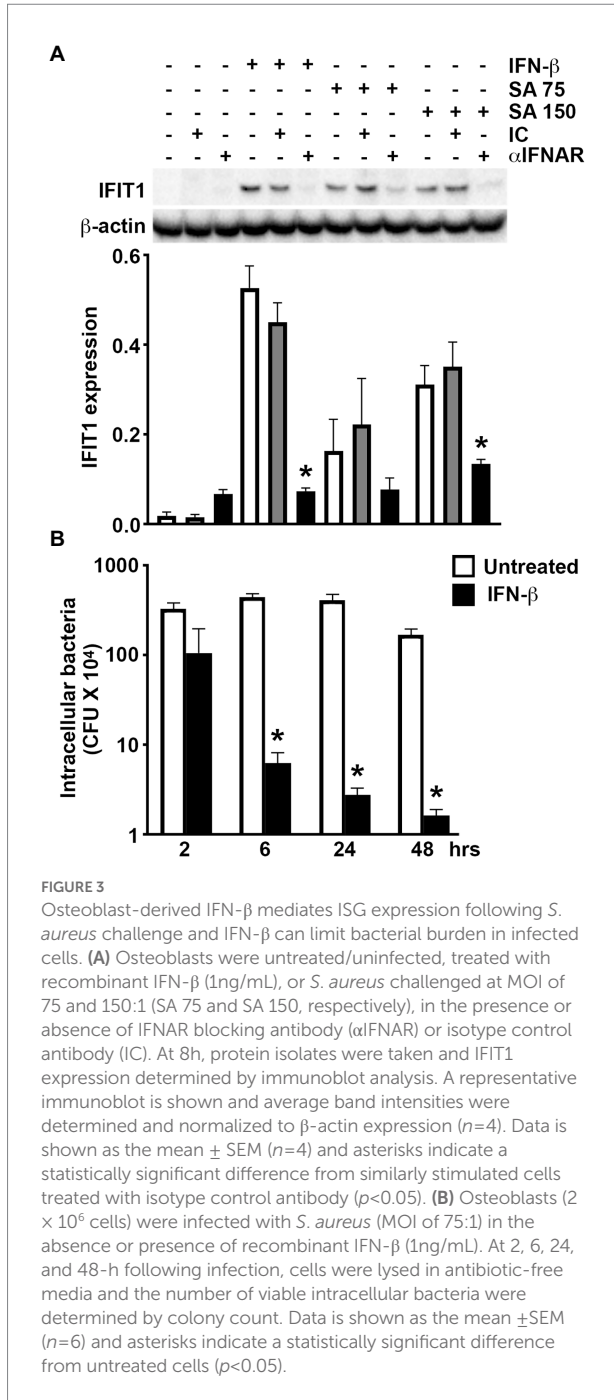 A
- - - + + + - - - - - - IFN-β
- - - - - - + + + - - - SA 75
- - - - - - - - - + + + SA 150
- + - - + - - + - - + - IC
- - + - - + - - + - - + αIFNAR
IFIT1
β-actin
0.6
0.4
0.2
0.0
IFIT1 expression
*
*
B
1000
100
10
1
Intracellular bacteria
(CFU X 10⁴)
Untreated
IFN-β
*
*
*
2 6 24 48 hrs
FIGURE 3
Osteoblast-derived IFN-β mediates ISG expression following S.
aureus challenge and IFN-β can limit bacterial burden in infected
cells. (A) Osteoblasts were untreated/uninfected, treated with
recombinant IFN-β (1ng/mL), or S. aureus challenged at MOI of
75 and 150:1 (SA 75 and SA 150, respectively), in the presence or
absence of IFNAR blocking antibody (αIFNAR) or isotype control
antibody (IC). At 8h, protein isolates were taken and IFIT1
expression determined by immunoblot analysis. A representative
immunoblot is shown and average band intensities were
determined and normalized to β-actin expression (n=4). Data is
shown as the mean ± SEM (n=4) and asterisks indicate a
statistically significant difference from similarly stimulated cells
treated with isotype control antibody (p<0.05). (B) Osteoblasts (2
× 10⁶ cells) were infected with S. aureus (MOI of 75:1) in the
absence or presence of recombinant IFN-β (1ng/mL). At 2, 6, 24,
and 48-h following infection, cells were lysed in antibiotic-free
media and the number of viable intracellular bacteria were
determined by colony count. Data is shown as the mean ±SEM
(n=6) and asterisks indicate a statistically significant difference
from untreated cells (p<0.05).